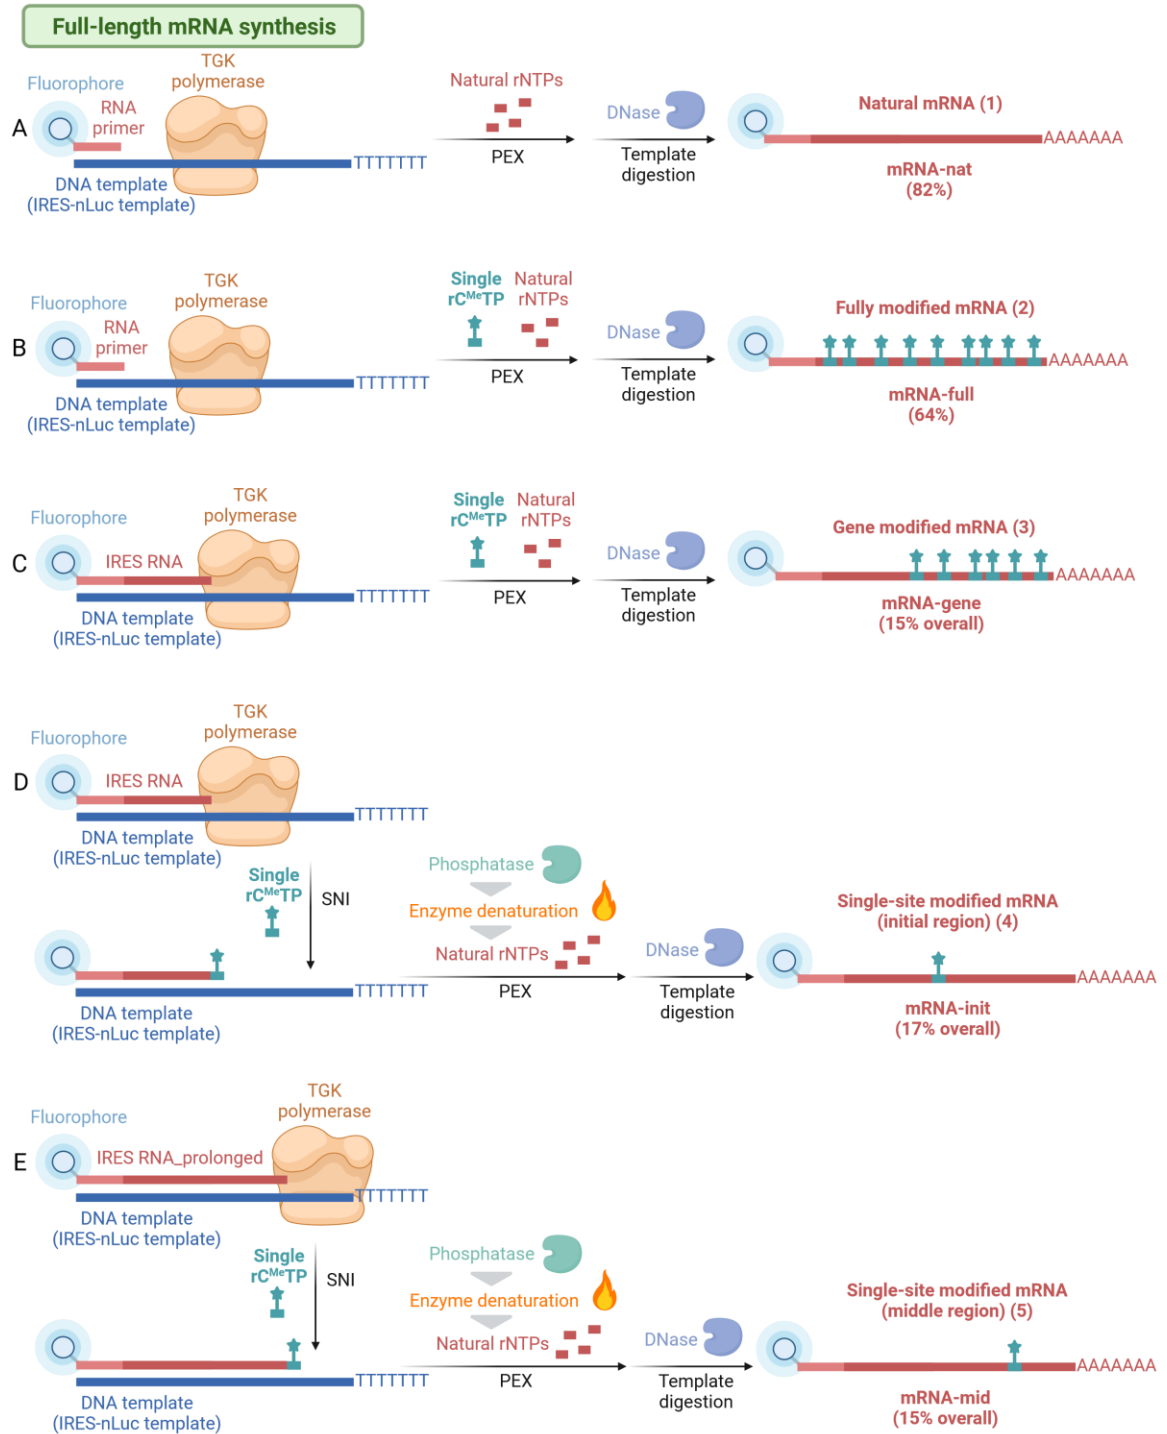 Full-length mRNA synthesis
A
Fluorophore
RNA
primer
TGK
polymerase
DNA template
(IRES-nLuc template)
TTTTTTT
Natural rNTPs
PEX
DNase
Template
digestion
Natural mRNA (1)
AAAAAAA
mRNA-nat
(82%)
B
Fluorophore
RNA
primer
TGK
polymerase
DNA template
(IRES-nLuc template)
TTTTTTT
Single
rCMeTP
Natural
rNTPs
PEX
DNase
Template
digestion
Fully modified mRNA (2)
AAAAAAA
mRNA-full
(64%)
C
Fluorophore
IRES RNA
TGK
polymerase
DNA template
(IRES-nLuc template)
TTTTTTT
Single
rCMeTP
Natural
rNTPs
PEX
DNase
Template
digestion
Gene modified mRNA (3)
AAAAAAA
mRNA-gene
(15% overall)
D
Fluorophore
IRES RNA
TGK
polymerase
DNA template
(IRES-nLuc template)
TTTTTTT
Single
rCMeTP
SNI
DNA template
(IRES-nLuc template)
TTTTTTT
Phosphatase
Enzyme denaturation
Natural rNTPs
PEX
DNase
Template
digestion
Single-site modified mRNA
(initial region) (4)
AAAAAAA
mRNA-init
(17% overall)
E
Fluorophore
IRES RNA_prolonged
TGK
polymerase
DNA template
(IRES-nLuc template)
TTTTTTT
Single
rCMeTP
SNI
DNA template
(IRES-nLuc template)
TTTTTTT
Phosphatase
Enzyme denaturation
Natural rNTPs
PEX
DNase
Template
digestion
Single-site modified mRNA
(middle region) (5)
AAAAAAA
mRNA-mid
(15% overall)